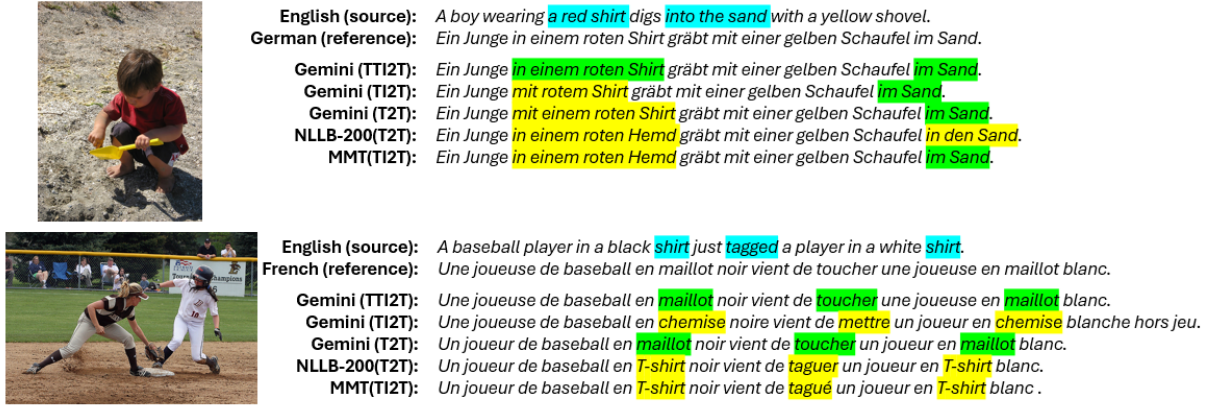 English (source): A boy wearing a red shirt digs into the sand with a yellow shovel.
German (reference): Ein Junge in einem roten Shirt gräbt mit einer gelben Schaufel im Sand.
Gemini (TTI2T): Ein Junge in einem roten Shirt gräbt mit einer gelben Schaufel im Sand.
Gemini (TI2T): Ein Junge mit rotem Shirt gräbt mit einer gelben Schaufel im Sand.
Gemini (T2T): Ein Junge mit einem roten Shirt gräbt mit einer gelben Schaufel im Sand.
NLLB-200(T2T): Ein Junge in einem roten Hemd gräbt mit einer gelben Schaufel in den Sand.
MMT(TI2T): Ein Junge in einem roten Hemd gräbt mit einer gelben Schaufel im Sand.
English (source): A baseball player in a black shirt just tagged a player in a white shirt.
French (reference): Une joueuse de baseball en maillot noir vient de toucher une joueuse en maillot blanc.
Gemini (TTI2T): Une joueuse de baseball en maillot noir vient de toucher une joueuse en maillot blanc.
Gemini (TI2T): Une joueuse de baseball en chemise noire vient de mettre un joueur en chemise blanche hors jeu.
Gemini (T2T): Un joueur de baseball en maillot noir vient de toucher un joueur en maillot blanc.
NLLB-200(T2T): Un joueur de baseball en T-shirt noir vient de taguer un joueur en T-shirt blanc.
MMT(TI2T): Un joueur de baseball en T-shirt noir vient de tagué un joueur en T-shirt blanc .